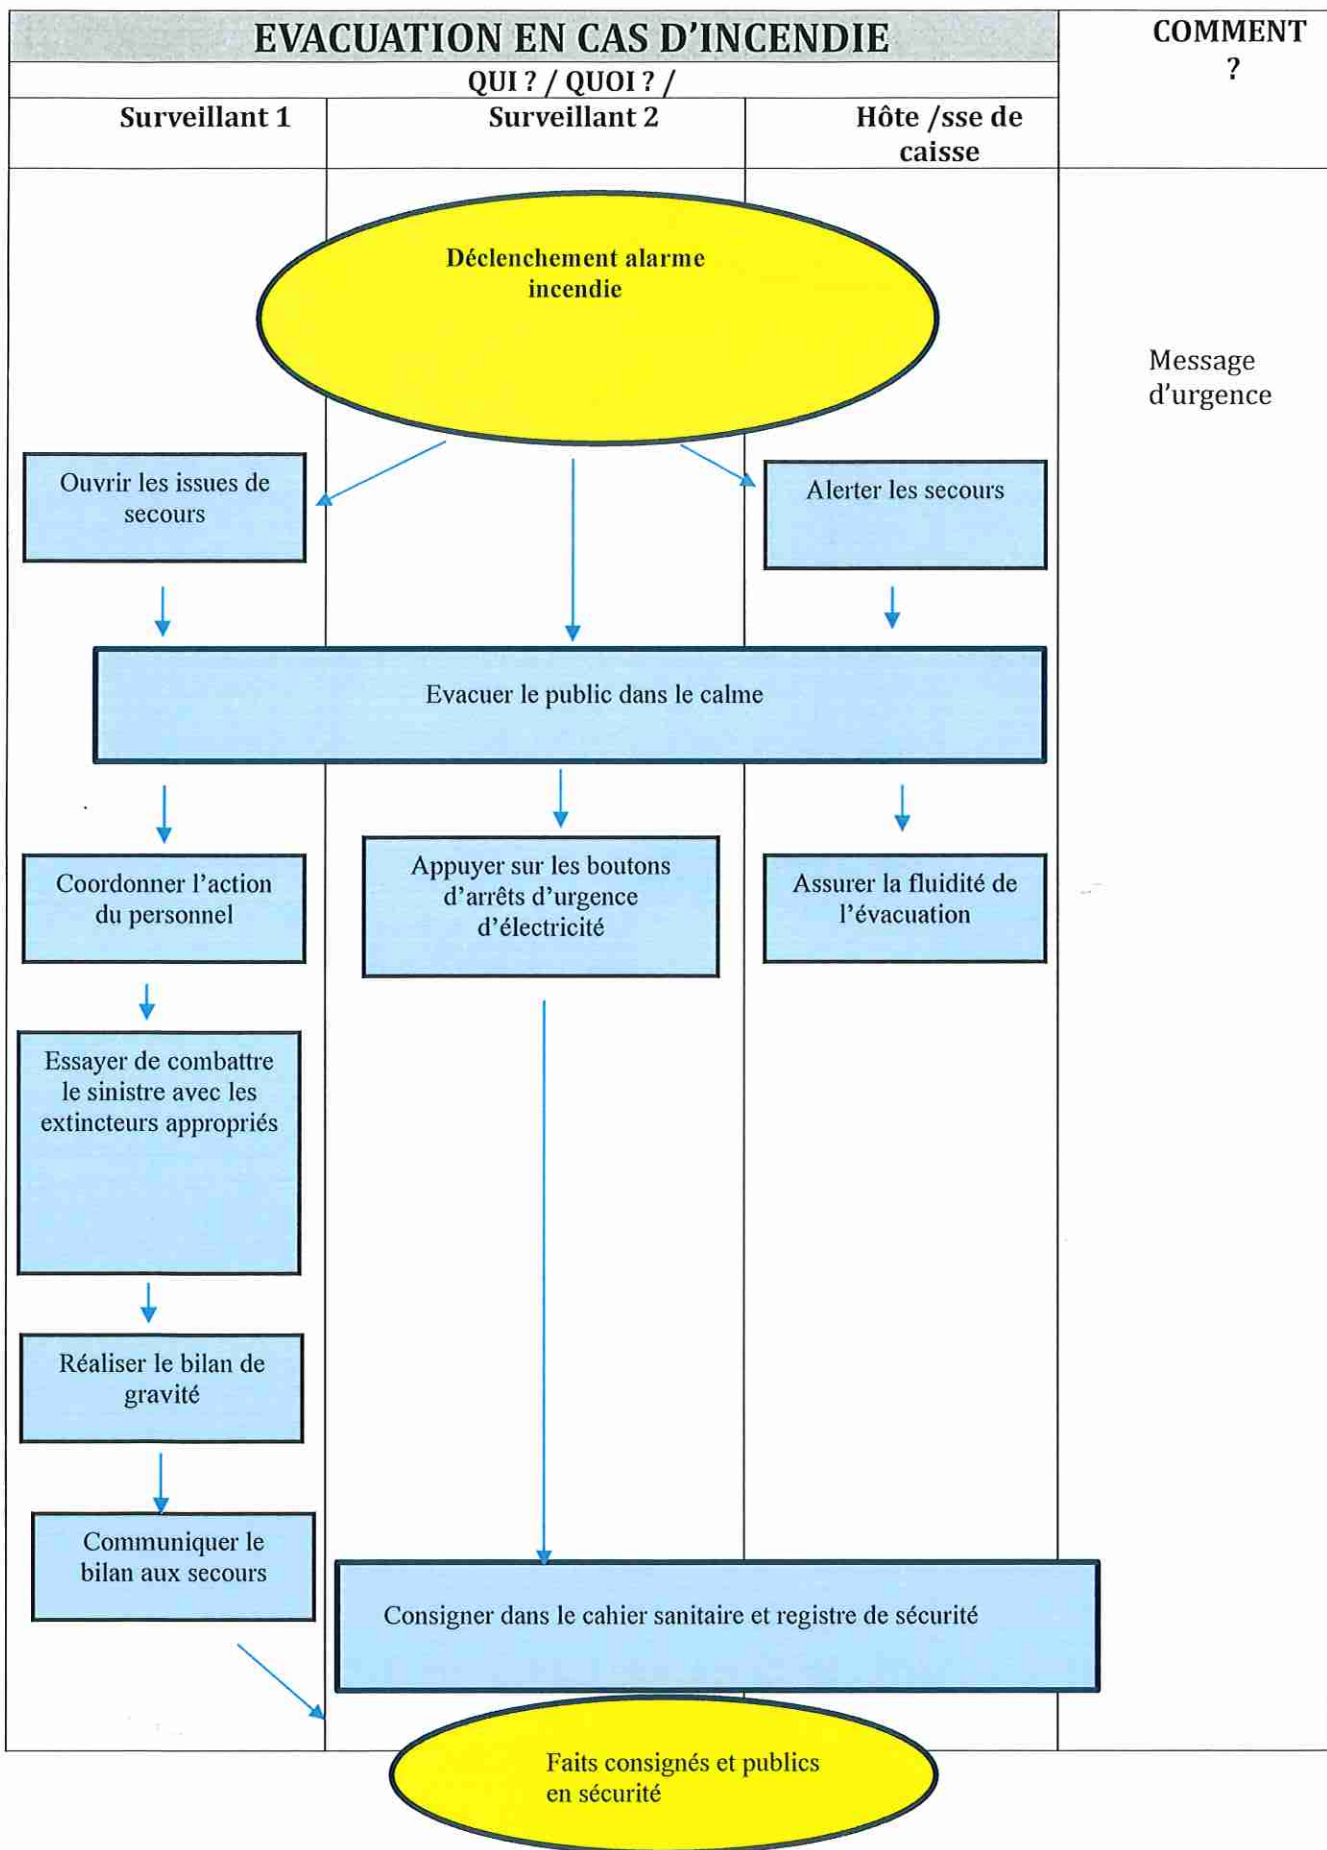 EVACUATION EN CAS D'INCENDIE
COMMENT
?
QUI ? / QUOI ? /
Surveillant 1
Surveillant 2
Hôte /sse de
caisse
Déclenchement alarme
incendie
Message
d'urgence
Ouvrir les issues de
secours
Alerter les secours
Evacuer le public dans le calme
Coordonner l'action
du personnel
Appuyer sur les boutons
d'arrêts d'urgence
d'électricité
Assurer la fluidité de
l'évacuation
Essayer de combattre
le sinistre avec les
extincteurs appropriés
Réaliser le bilan de
gravité
Communiquer le
bilan aux secours
Consigner dans le cahier sanitaire et registre de sécurité
Faits consignés et publics
en sécurité